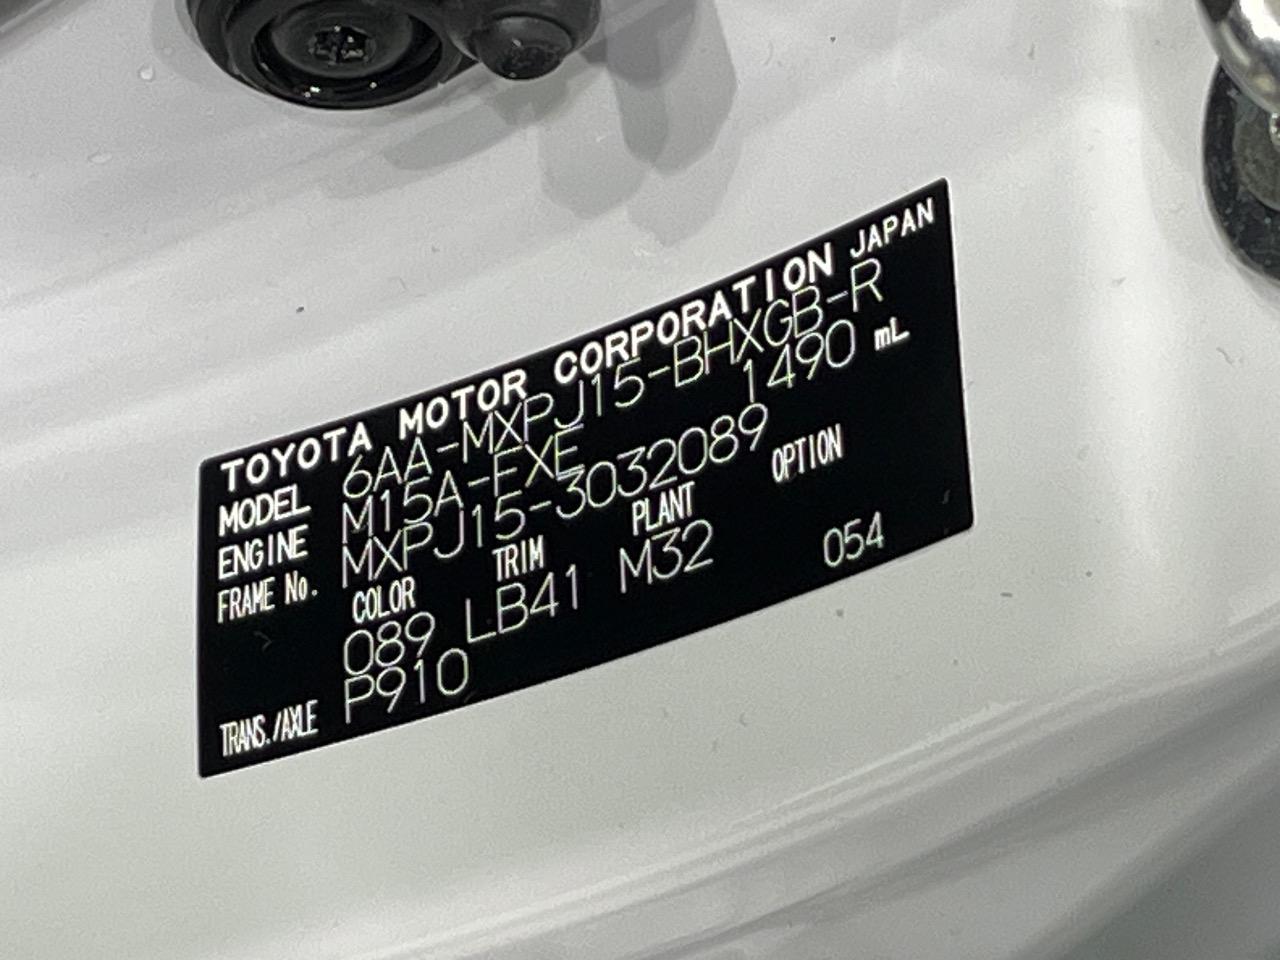 TOYOTA MOTOR CORPORATION JAPAN
MODEL 6AA-MXPJ15-BHXGB-R
ENGINE M15A-FXE 1490 mL
FRAME No. MXPJ15-3032089
COLOR TRIM PLANT OPTION
089 LB41 M32 054
TRANS./AXLE P910